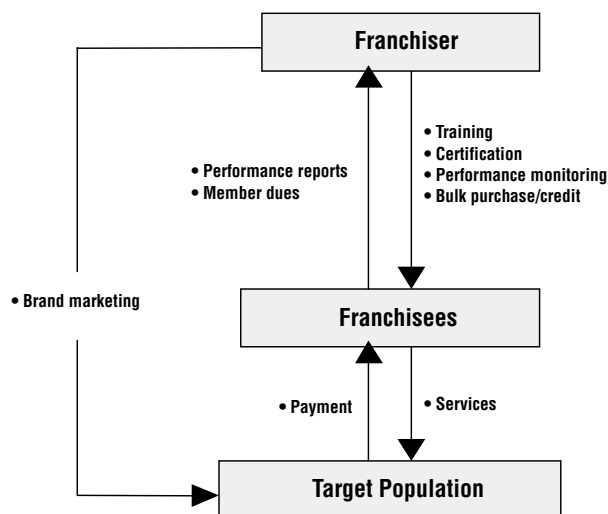 Franchiser
• Training
• Certification
• Performance monitoring
• Bulk purchase/credit
• Performance reports
• Member dues
• Brand marketing
Franchisees
• Payment
• Services
Target Population